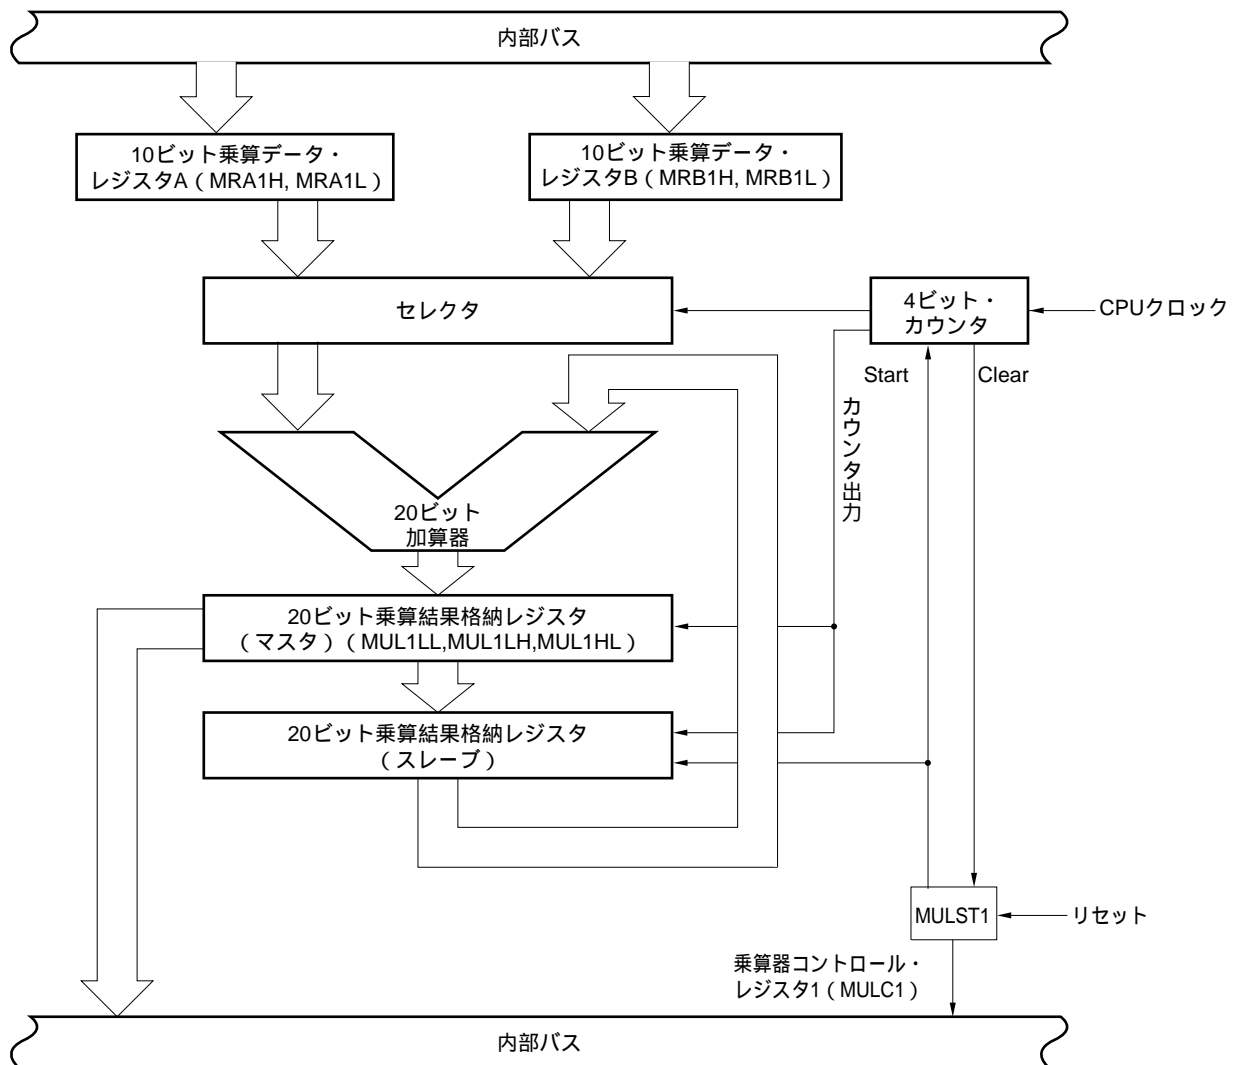 内部バス
10ビット乗算データ・
レジスタA（MRA1H, MRA1L）
10ビット乗算データ・
レジスタB（MRB1H, MRB1L）
セレクタ
4ビット・
カウンタ
CPUクロック
Start
Clear
カウンタ出力
20ビット
加算器
20ビット乗算結果格納レジスタ
（マスタ）（MUL1LL,MUL1LH,MUL1HL）
20ビット乗算結果格納レジスタ
（スレーブ）
MULST1
リセット
乗算器コントロール・
レジスタ1（MULC1）
内部バス